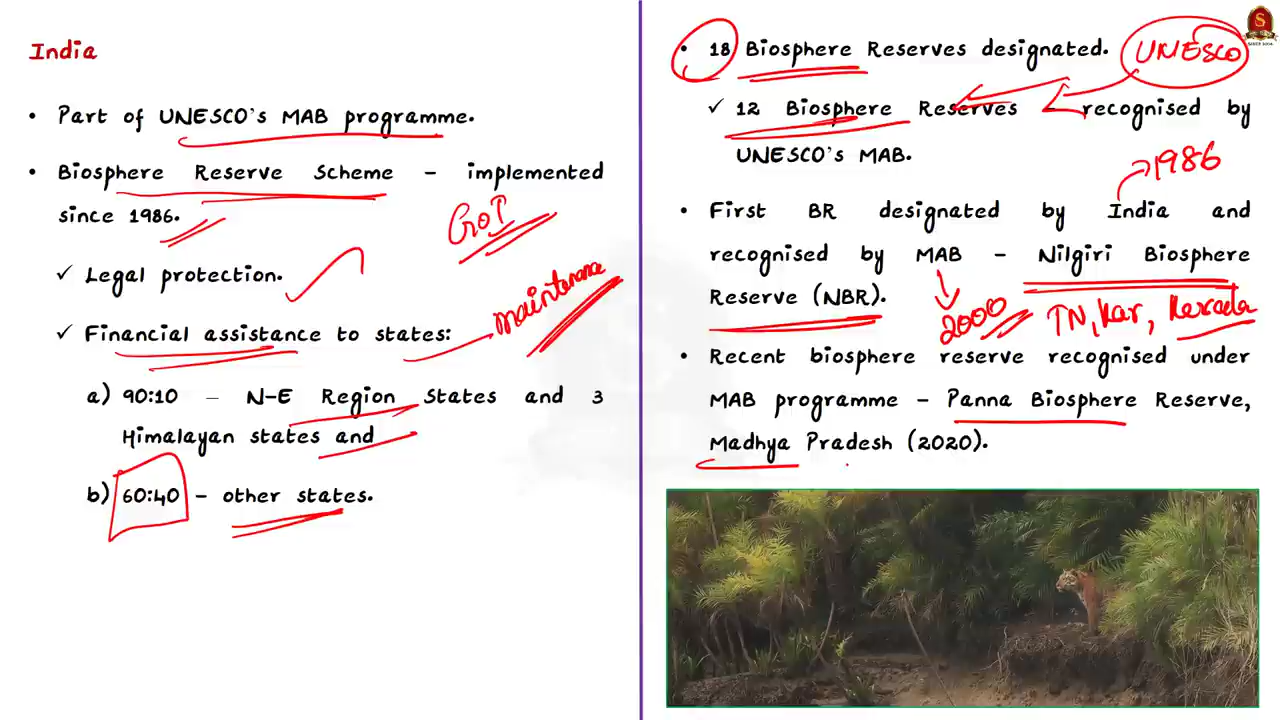 India
• Part of UNESCO's MAB programme.
• Biosphere Reserve Scheme – implemented
since 1986.
GoI
✓ Legal protection.
Maintenance
✓ Financial assistance to states:
a) 90:10 – N-E Region States and 3
Himalayan states and
b) 60:40 – other states.
• 18 Biosphere Reserves designated.
UNESCO
✓ 12 Biosphere Reserves - recognised by
UNESCO's MAB.
1986
• First BR designated by India and
recognised by MAB – Nilgiri Biosphere
Reserve (NBR).
2000
TN, Kar, Kerada
• Recent biosphere reserve recognised under
MAB programme – Panna Biosphere Reserve,
Madhya Pradesh (2020).
S
SINCE 2004